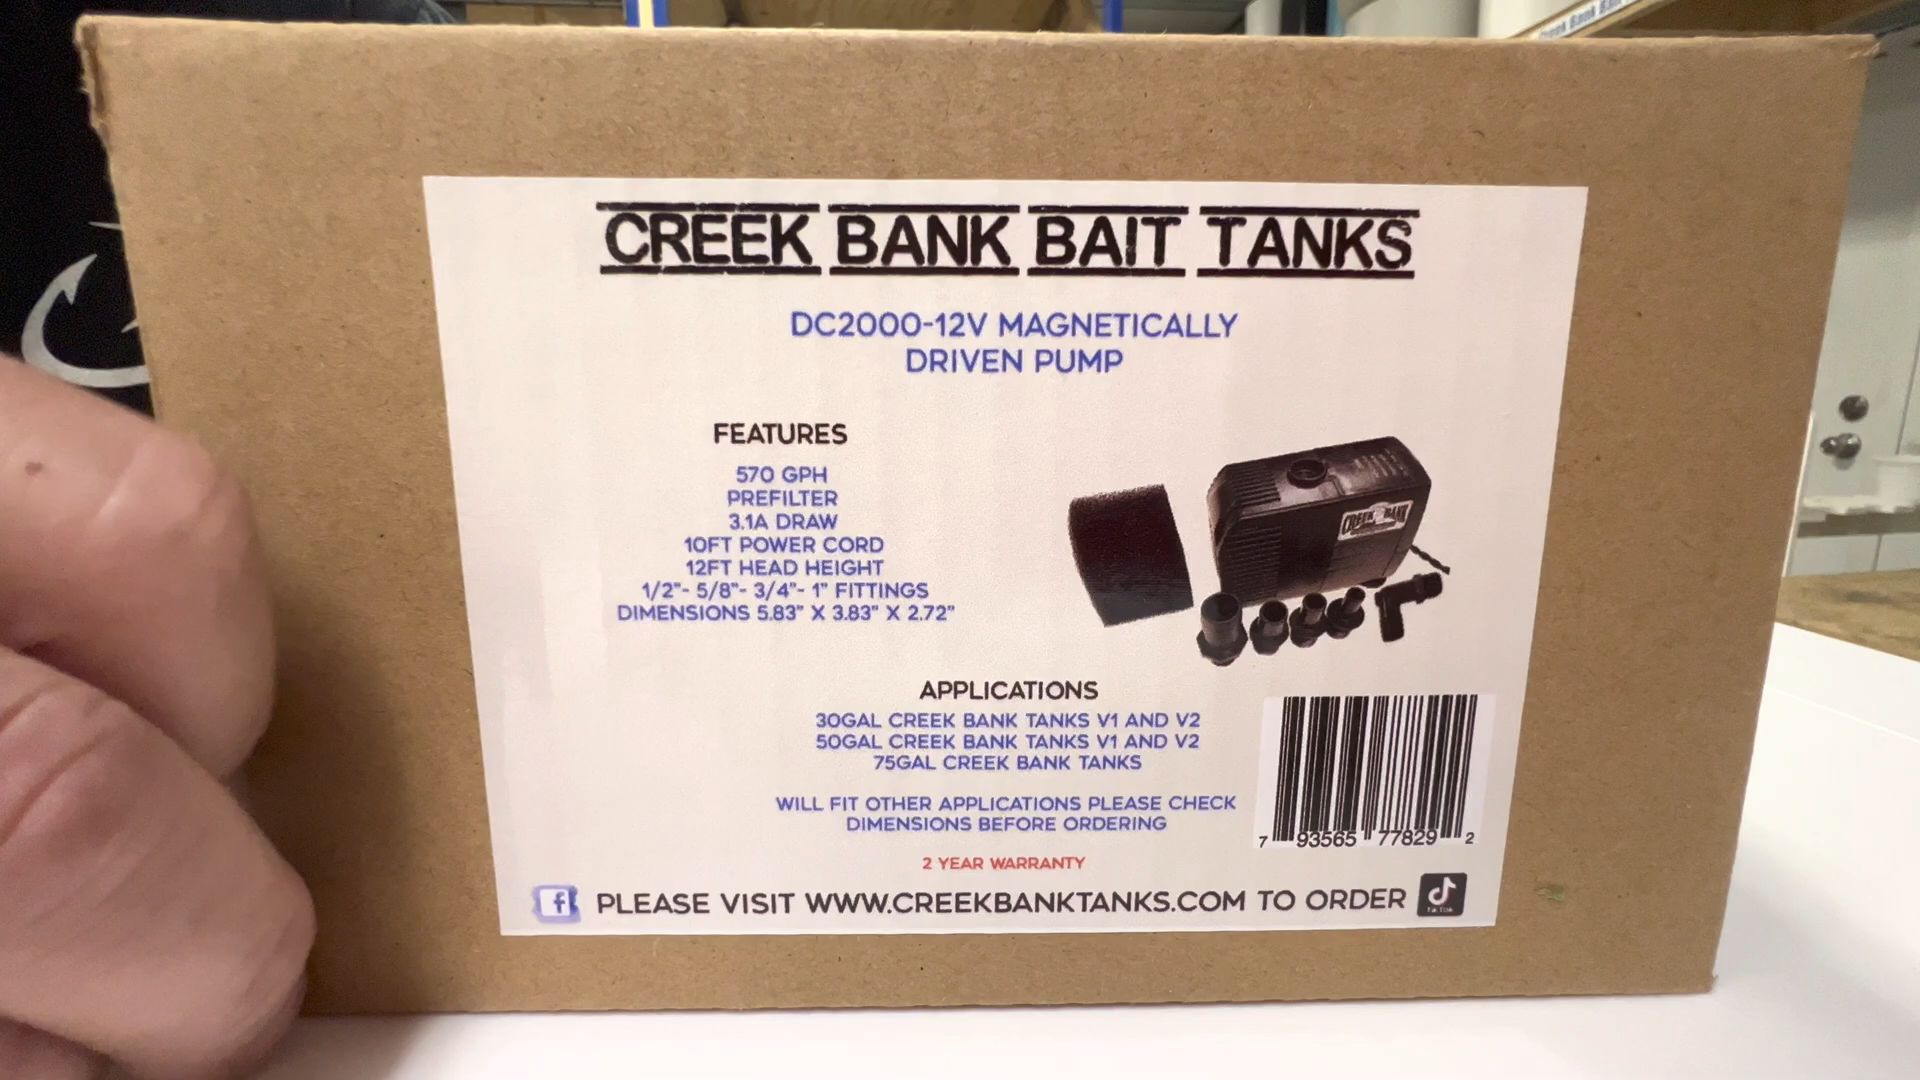 CREEK BANK BAIT TANKS
DC2000-12V MAGNETICALLY
DRIVEN PUMP
FEATURES
570 GPH
PREFILTER
3.1A DRAW
10FT POWER CORD
12FT HEAD HEIGHT
1/2"- 5/8"- 3/4"- 1" FITTINGS
DIMENSIONS 5.83" X 3.83" X 2.72"
CREEK BANK
APPLICATIONS
30GAL CREEK BANK TANKS V1 AND V2
50GAL CREEK BANK TANKS V1 AND V2
75GAL CREEK BANK TANKS
WILL FIT OTHER APPLICATIONS PLEASE CHECK
DIMENSIONS BEFORE ORDERING
7 93565 77829 2
2 YEAR WARRANTY
f PLEASE VISIT WWW.CREEKBANKTANKS.COM TO ORDER
TikTok